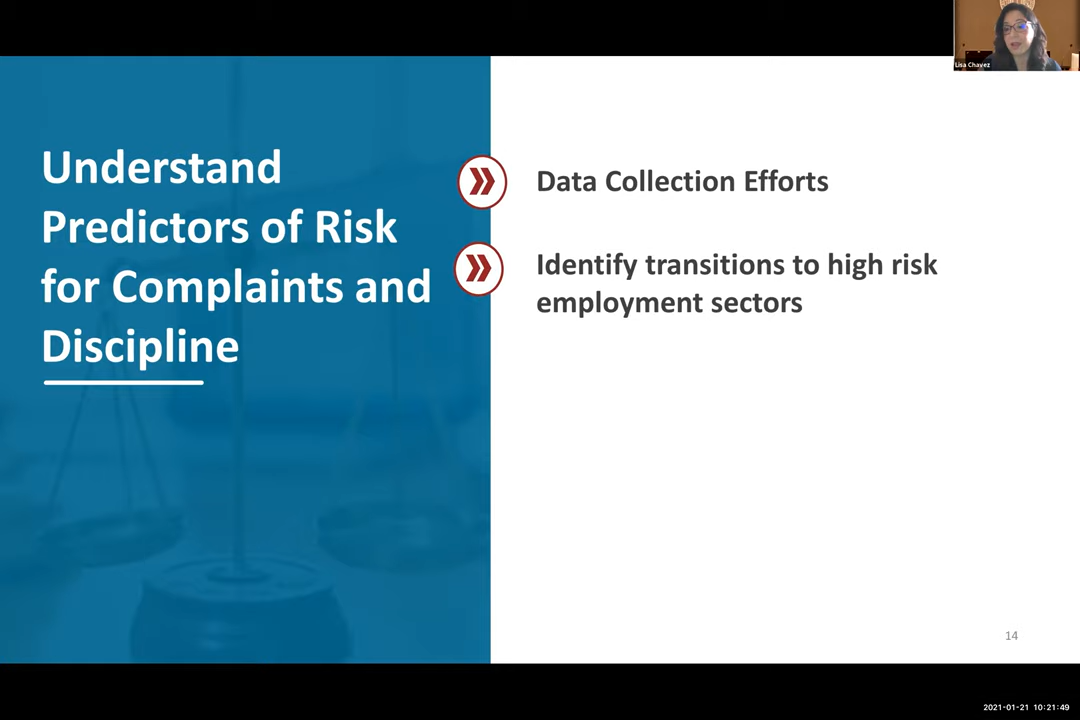 Lisa Chavez
Understand
Predictors of Risk
for Complaints and
Discipline
Data Collection Efforts
Identify transitions to high risk
employment sectors
14
2021-01-21 10:21:49